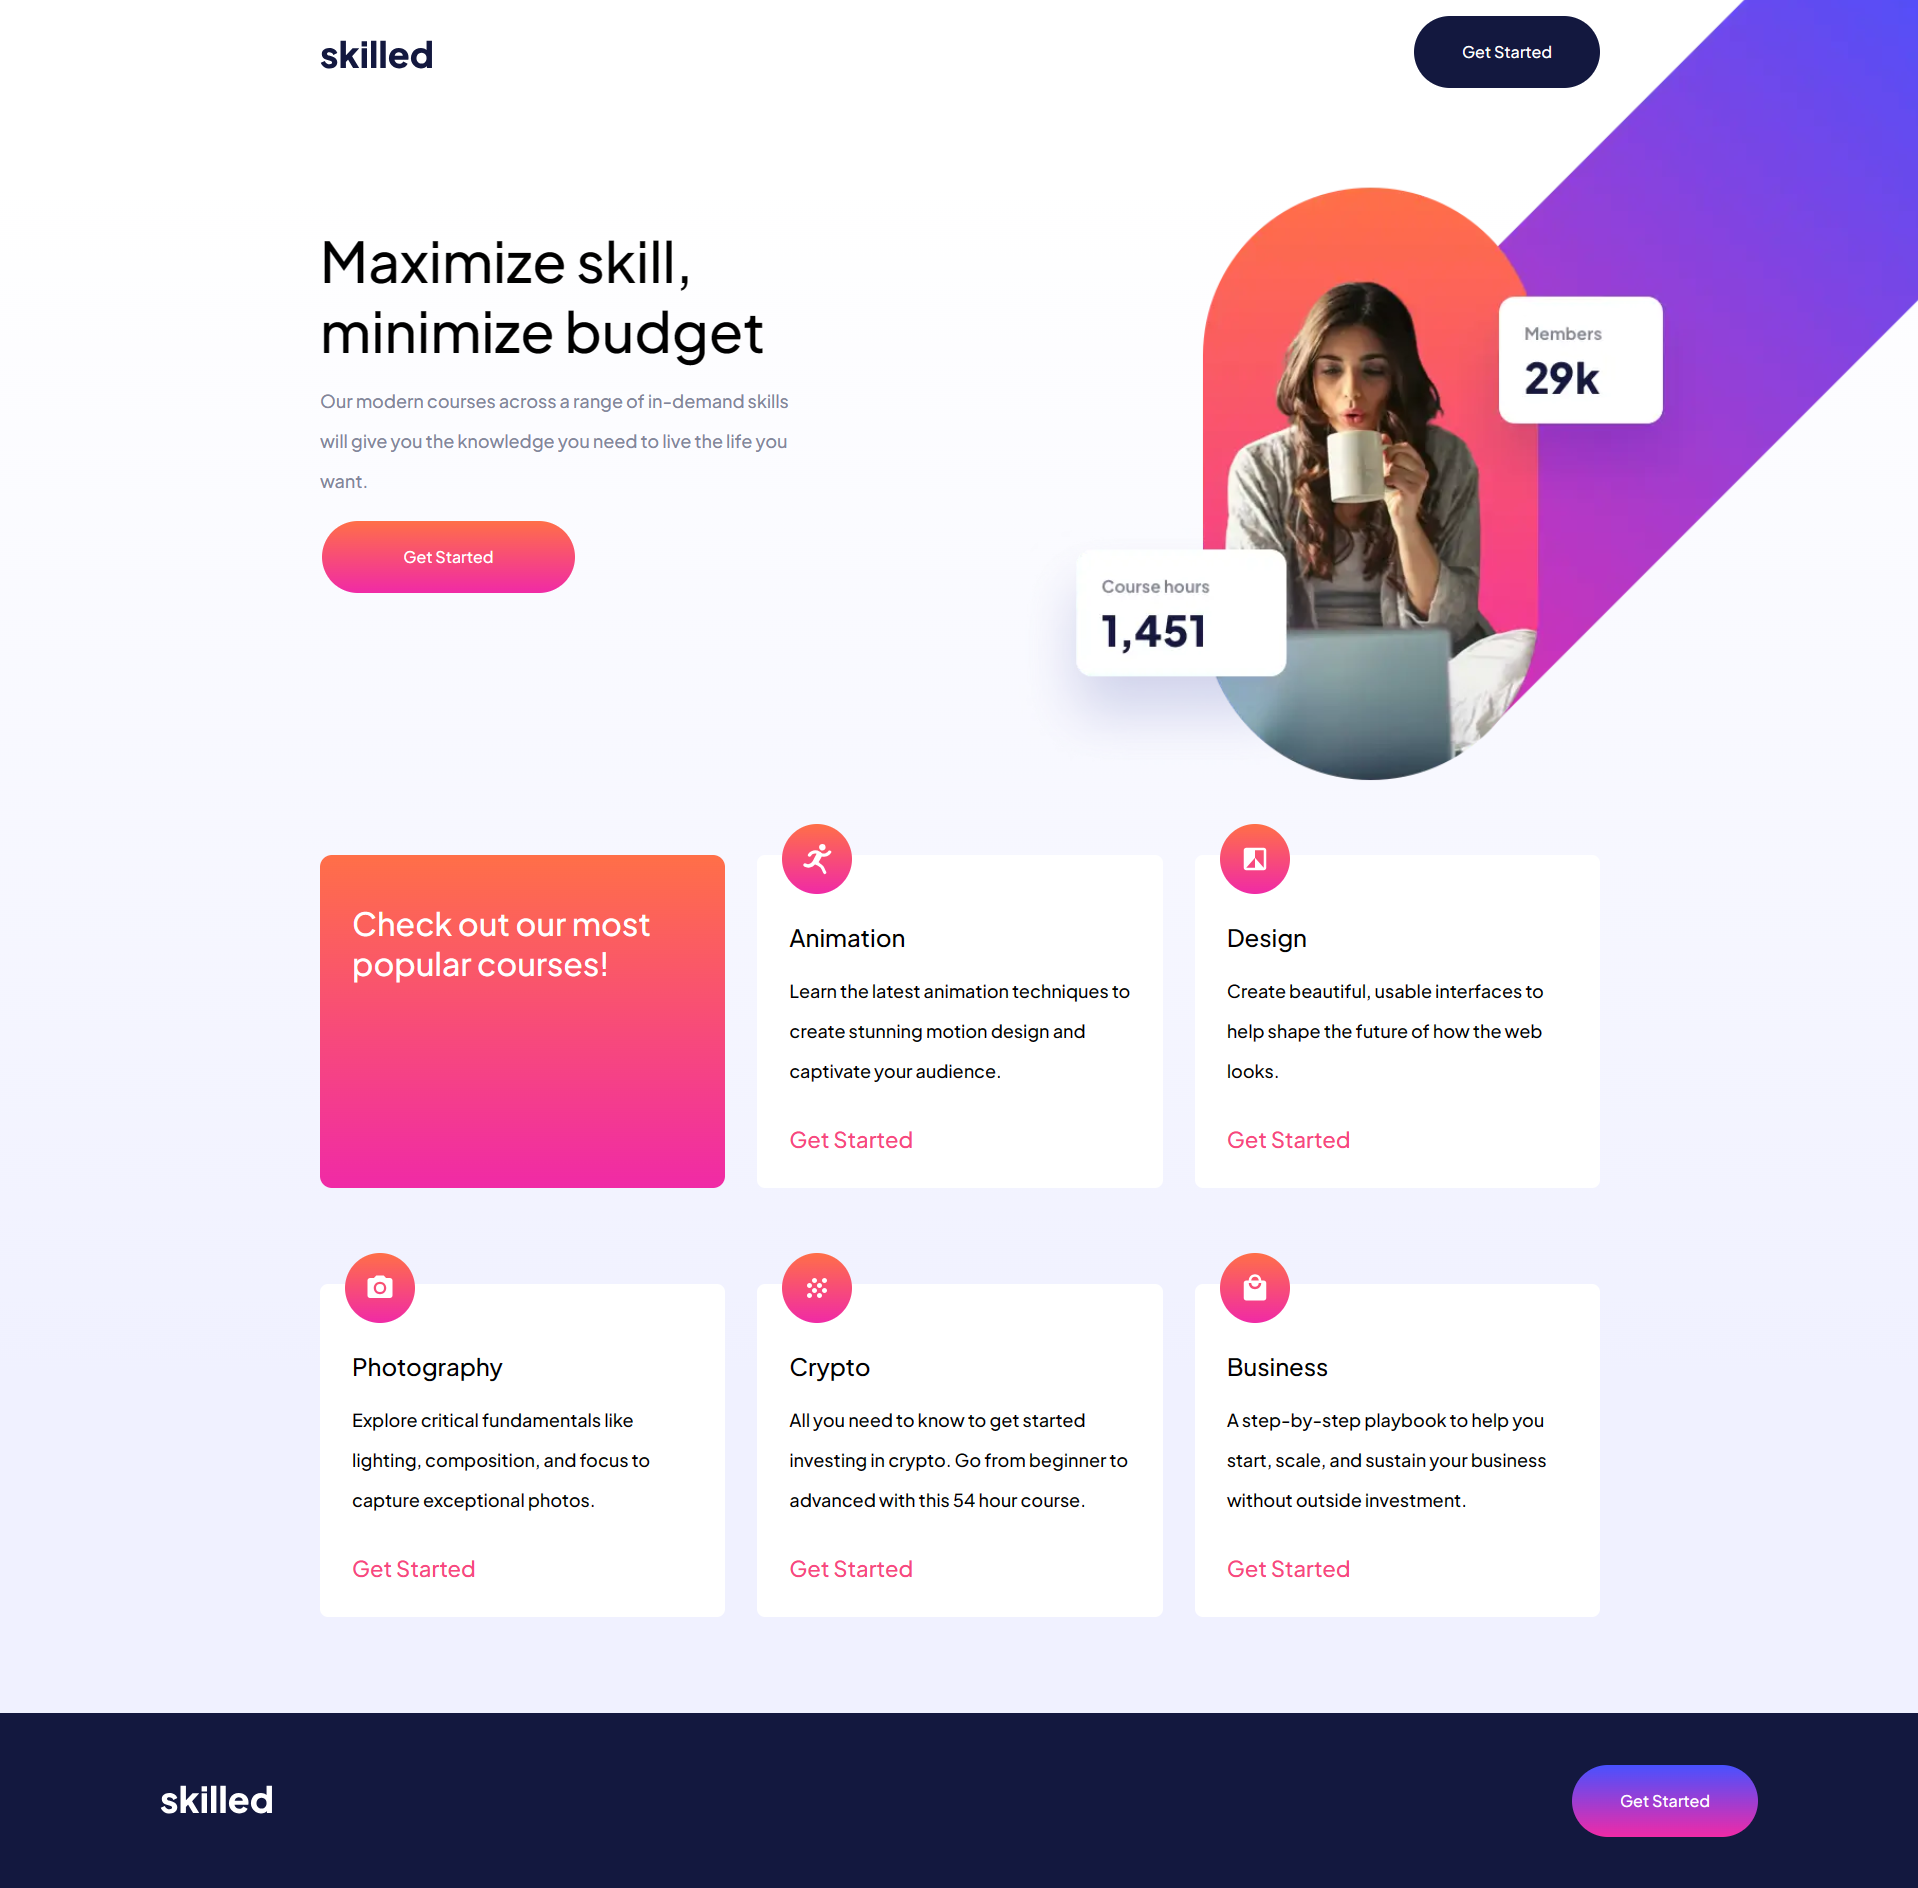 skilled
Get Started
Maximize skill,
minimize budget
Our modern courses across a range of in-demand skills
will give you the knowledge you need to live the life you
want.
Get Started
Members
29k
Course hours
1,451
Check out our most
popular courses!
Animation
Learn the latest animation techniques to
create stunning motion design and
captivate your audience.
Get Started
Design
Create beautiful, usable interfaces to
help shape the future of how the web
looks.
Get Started
Photography
Explore critical fundamentals like
lighting, composition, and focus to
capture exceptional photos.
Get Started
Crypto
All you need to know to get started
investing in crypto. Go from beginner to
advanced with this 54 hour course.
Get Started
Business
A step-by-step playbook to help you
start, scale, and sustain your business
without outside investment.
Get Started
skilled
Get Started